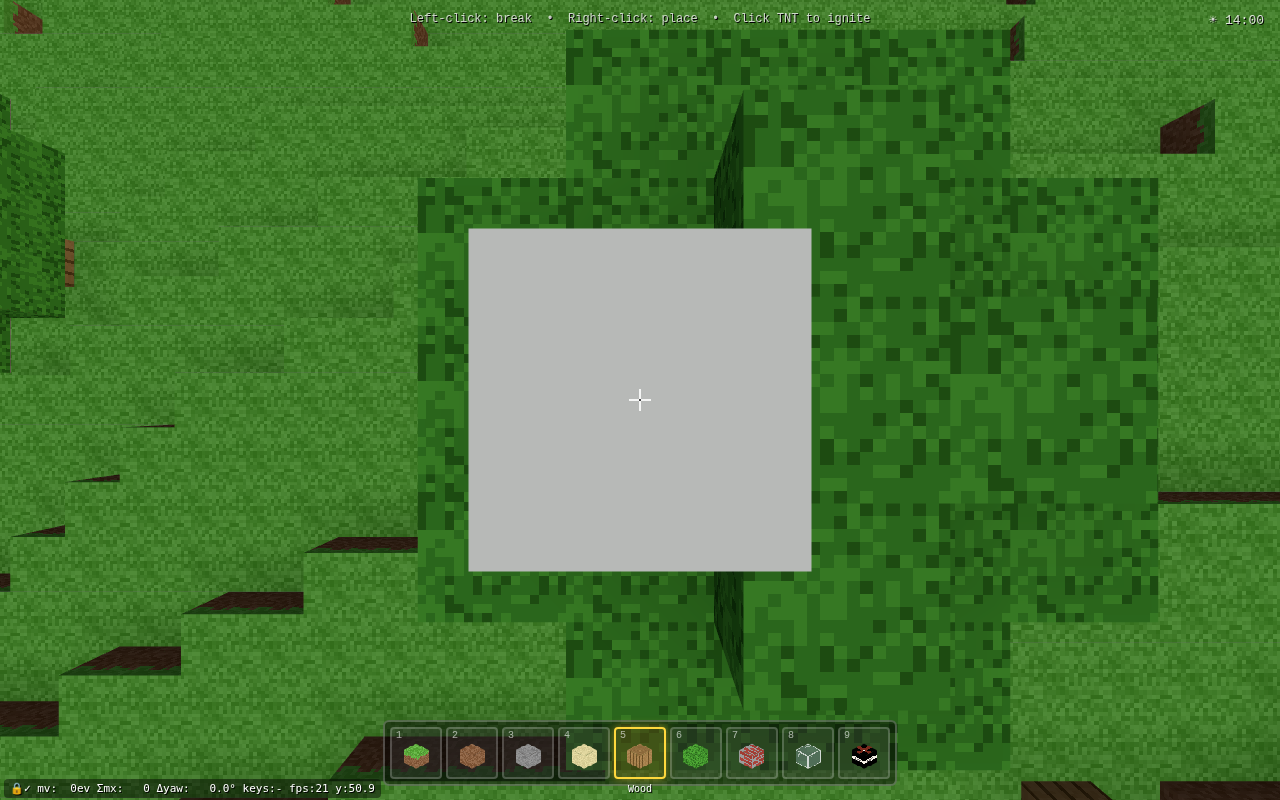 Left-click: break • Right-click: place • Click TNT to ignite
☀ 14:00
1 2 3 4 5 6 7 8 9
Wood
🔒✓ mv: 0ev Σmx: 0 Δyaw: 0.0° keys:- fps:21 y:50.9